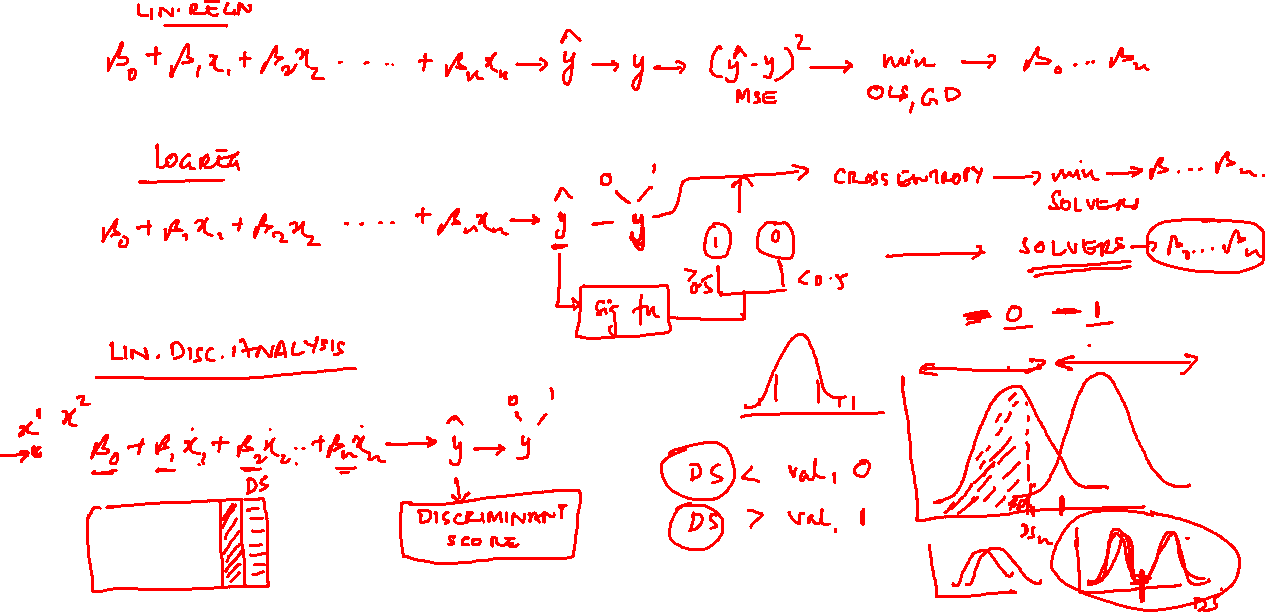 LIN. REGN
β₀ + β₁x₁ + β₂x₂ ..... + βₙxₙ → ŷ → y → (ŷ - y)² → min → β₀ ... βₙ
MSE
OLS, GD
LOGREG
β₀ + β₁x₁ + β₂x₂ ..... + βₙxₙ → ŷ — y
0 1
CROSS ENTROPY → min → β ... βₙ.
SOLVERS
1 0
≥0.5 <0.5
sig fn
→ SOLVERS → β₀ ... βₙ
- 0 - 1
LIN. DISC. ANALYSIS
x¹ x²
β₀ + β₁x₁ + β₂x₂ .. + βₙxₙ → ŷ → y
0 1
DS
DISCRIMINANT
SCORE
DS < val, 0
DS > val, 1
DSₙ
DS